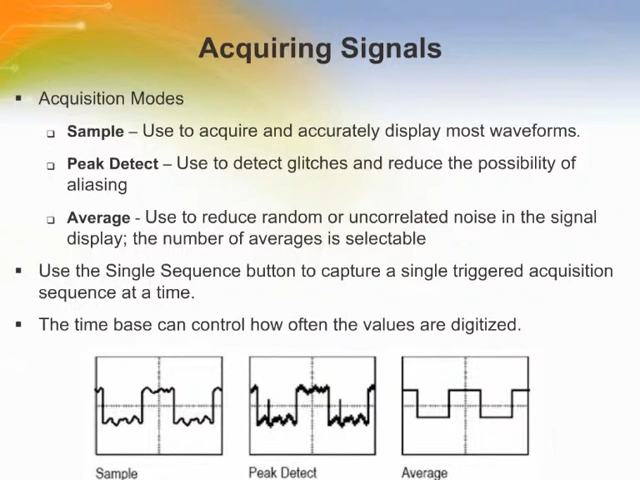 Acquiring Signals
▪ Acquisition Modes
❑ Sample – Use to acquire and accurately display most waveforms.
❑ Peak Detect – Use to detect glitches and reduce the possibility of
aliasing
❑ Average - Use to reduce random or uncorrelated noise in the signal
display; the number of averages is selectable
▪ Use the Single Sequence button to capture a single triggered acquisition
sequence at a time.
▪ The time base can control how often the values are digitized.
Sample Peak Detect Average